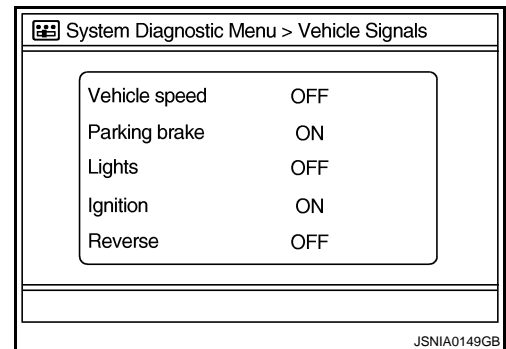 System Diagnostic Menu > Vehicle Signals
Vehicle speed OFF
Parking brake ON
Lights OFF
Ignition ON
Reverse OFF
JSNIA0149GB